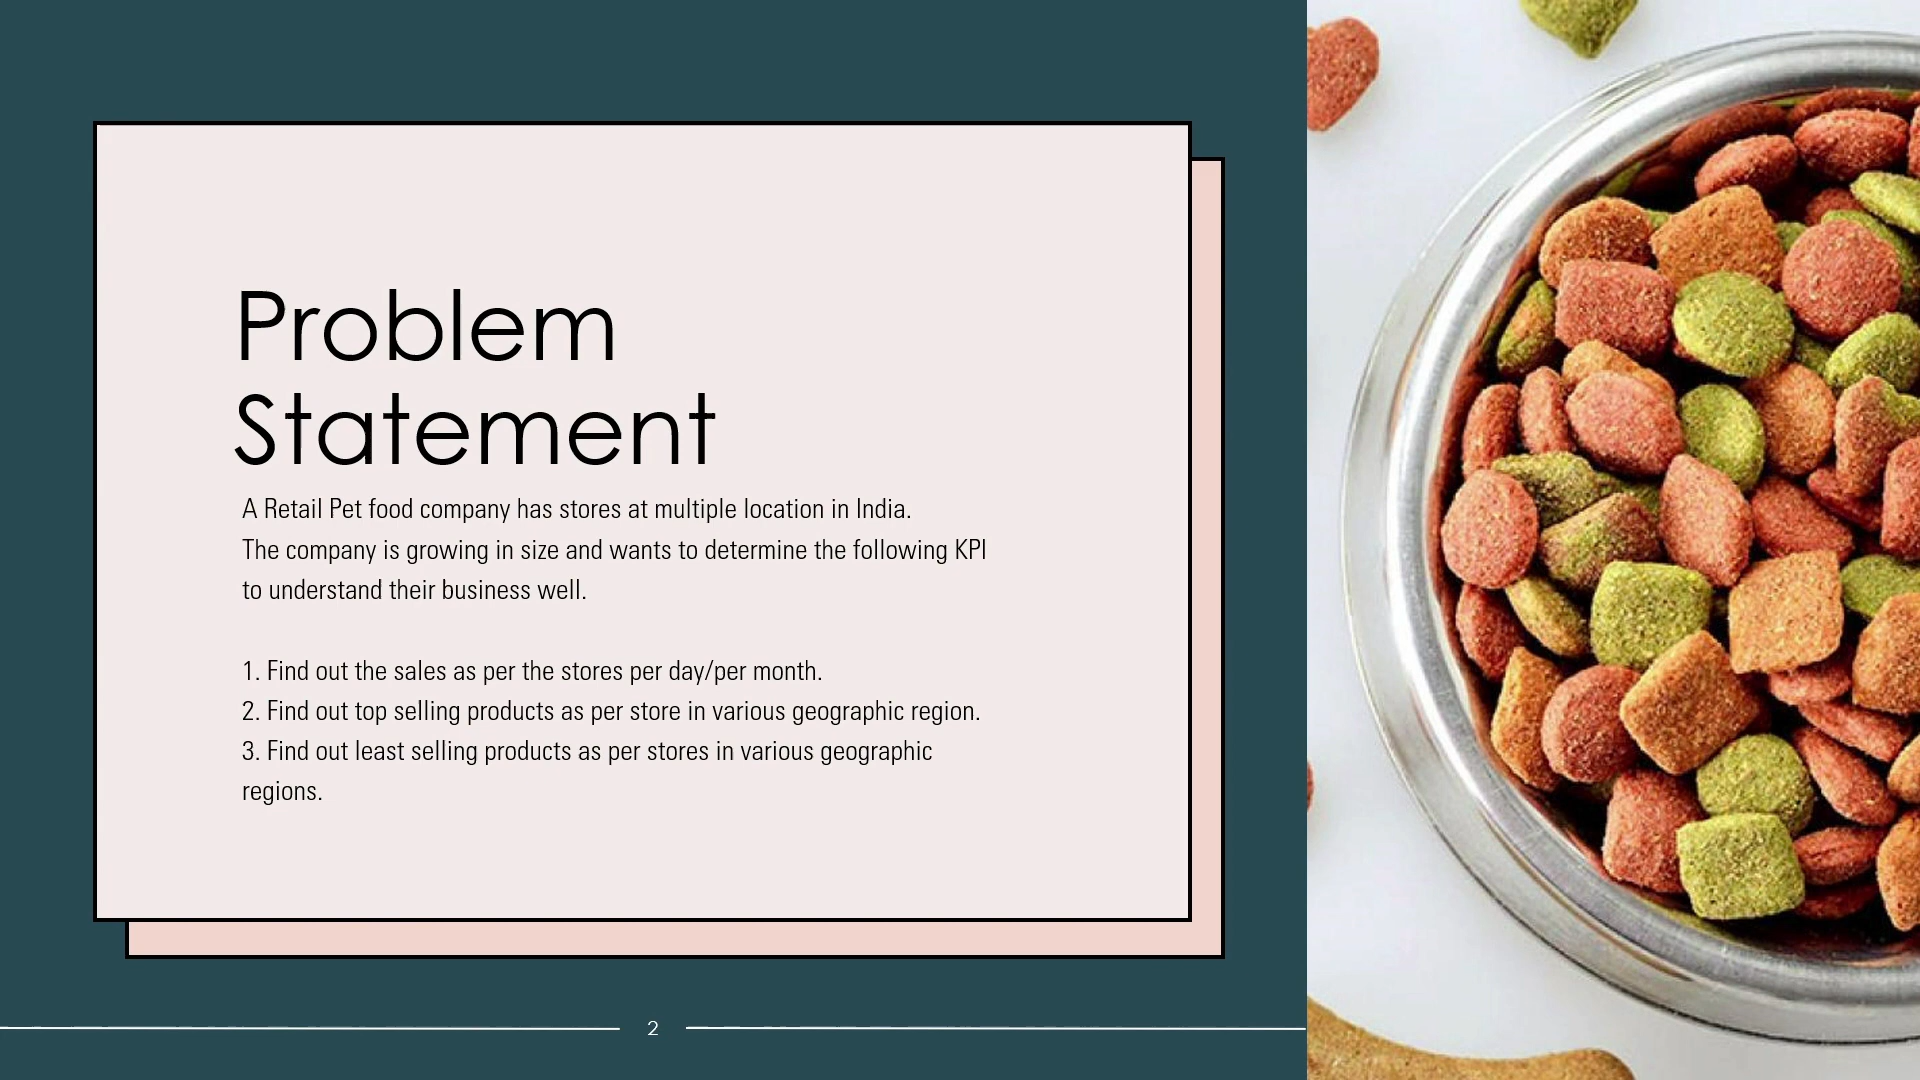 Problem
Statement
A Retail Pet food company has stores at multiple location in India.
The company is growing in size and wants to determine the following KPI
to understand their business well.
1. Find out the sales as per the stores per day/per month.
2. Find out top selling products as per store in various geographic region.
3. Find out least selling products as per stores in various geographic
regions.
2